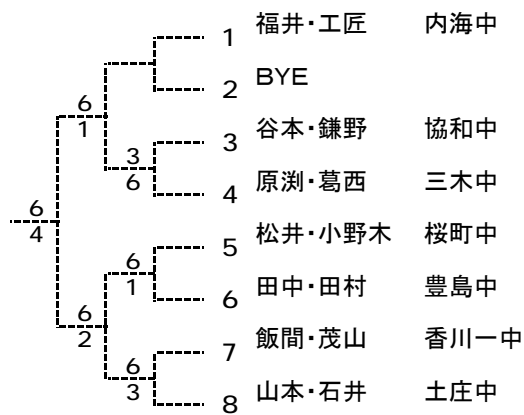 1 福井・工匠 内海中
2 BYE
6
1
3 谷本・鎌野 協和中
3
6
4 原渕・葛西 三木中
6
4
5 松井・小野木 桜町中
6
1
6 田中・田村 豊島中
6
2
7 飯間・茂山 香川一中
6
3
8 山本・石井 土庄中